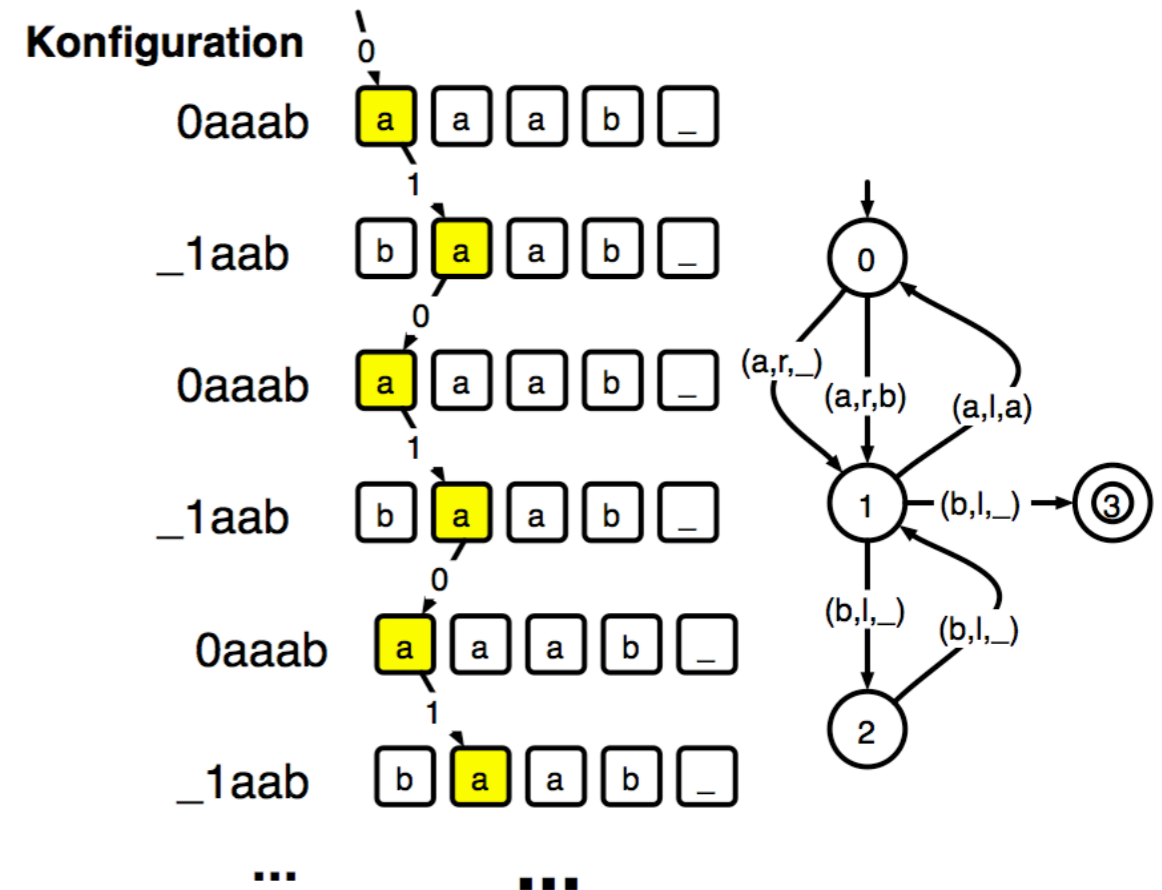 Konfiguration
0
0aaab a a a b _
1
_1aab b a a b _
0
0aaab a a a b _
1
_1aab b a a b _
0
0aaab a a a b _
1
_1aab b a a b _
... ...
0
(a,r,_) (a,r,b) (a,l,a)
1 (b,l,_) 3
(b,l,_) (b,l,_)
2